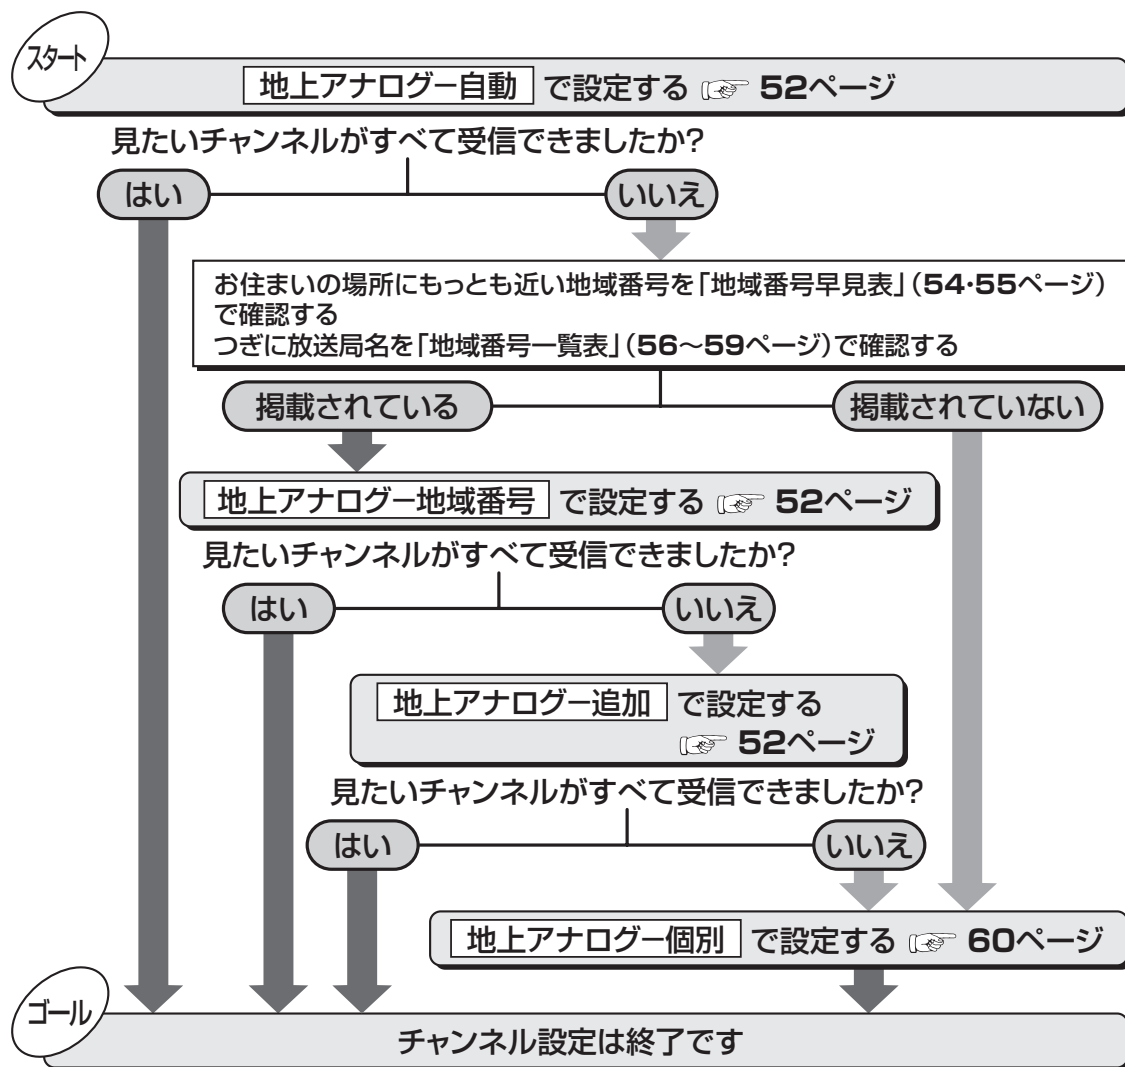 スタート
地上アナログー自動 で設定する ☞ 52ページ
見たいチャンネルがすべて受信できましたか?
はい
いいえ
お住まいの場所にもっとも近い地域番号を「地域番号早見表」(54・55ページ)
で確認する
つぎに放送局名を「地域番号一覧表」(56〜59ページ)で確認する
掲載されている
掲載されていない
地上アナログー地域番号 で設定する ☞ 52ページ
見たいチャンネルがすべて受信できましたか?
はい
いいえ
地上アナログー追加 で設定する
☞ 52ページ
見たいチャンネルがすべて受信できましたか?
はい
いいえ
地上アナログー個別 で設定する ☞ 60ページ
ゴール
チャンネル設定は終了です